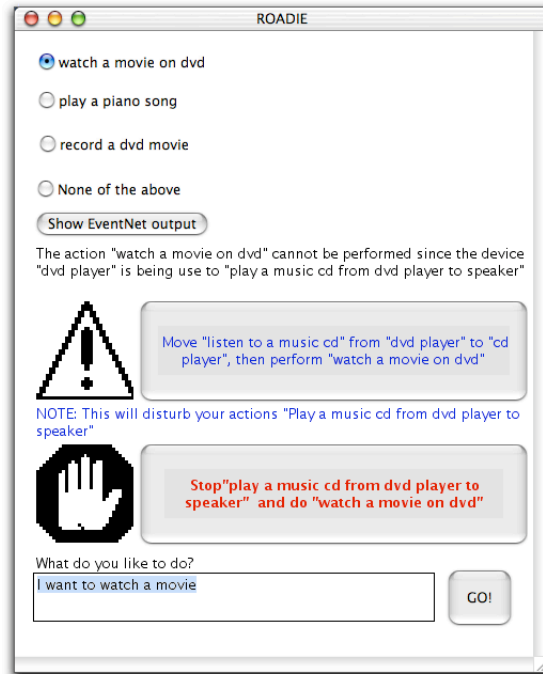 ROADIE
watch a movie on dvd
play a piano song
record a dvd movie
None of the above
Show EventNet output
The action "watch a movie on dvd" cannot be performed since the device
"dvd player" is being use to "play a music cd from dvd player to speaker"
Move "listen to a music cd" from "dvd player" to "cd
player", then perform "watch a movie on dvd"
NOTE: This will disturb your actions "Play a music cd from dvd player to
speaker"
Stop"play a music cd from dvd player to
speaker" and do "watch a movie on dvd"
What do you like to do?
I want to watch a movie
GO!